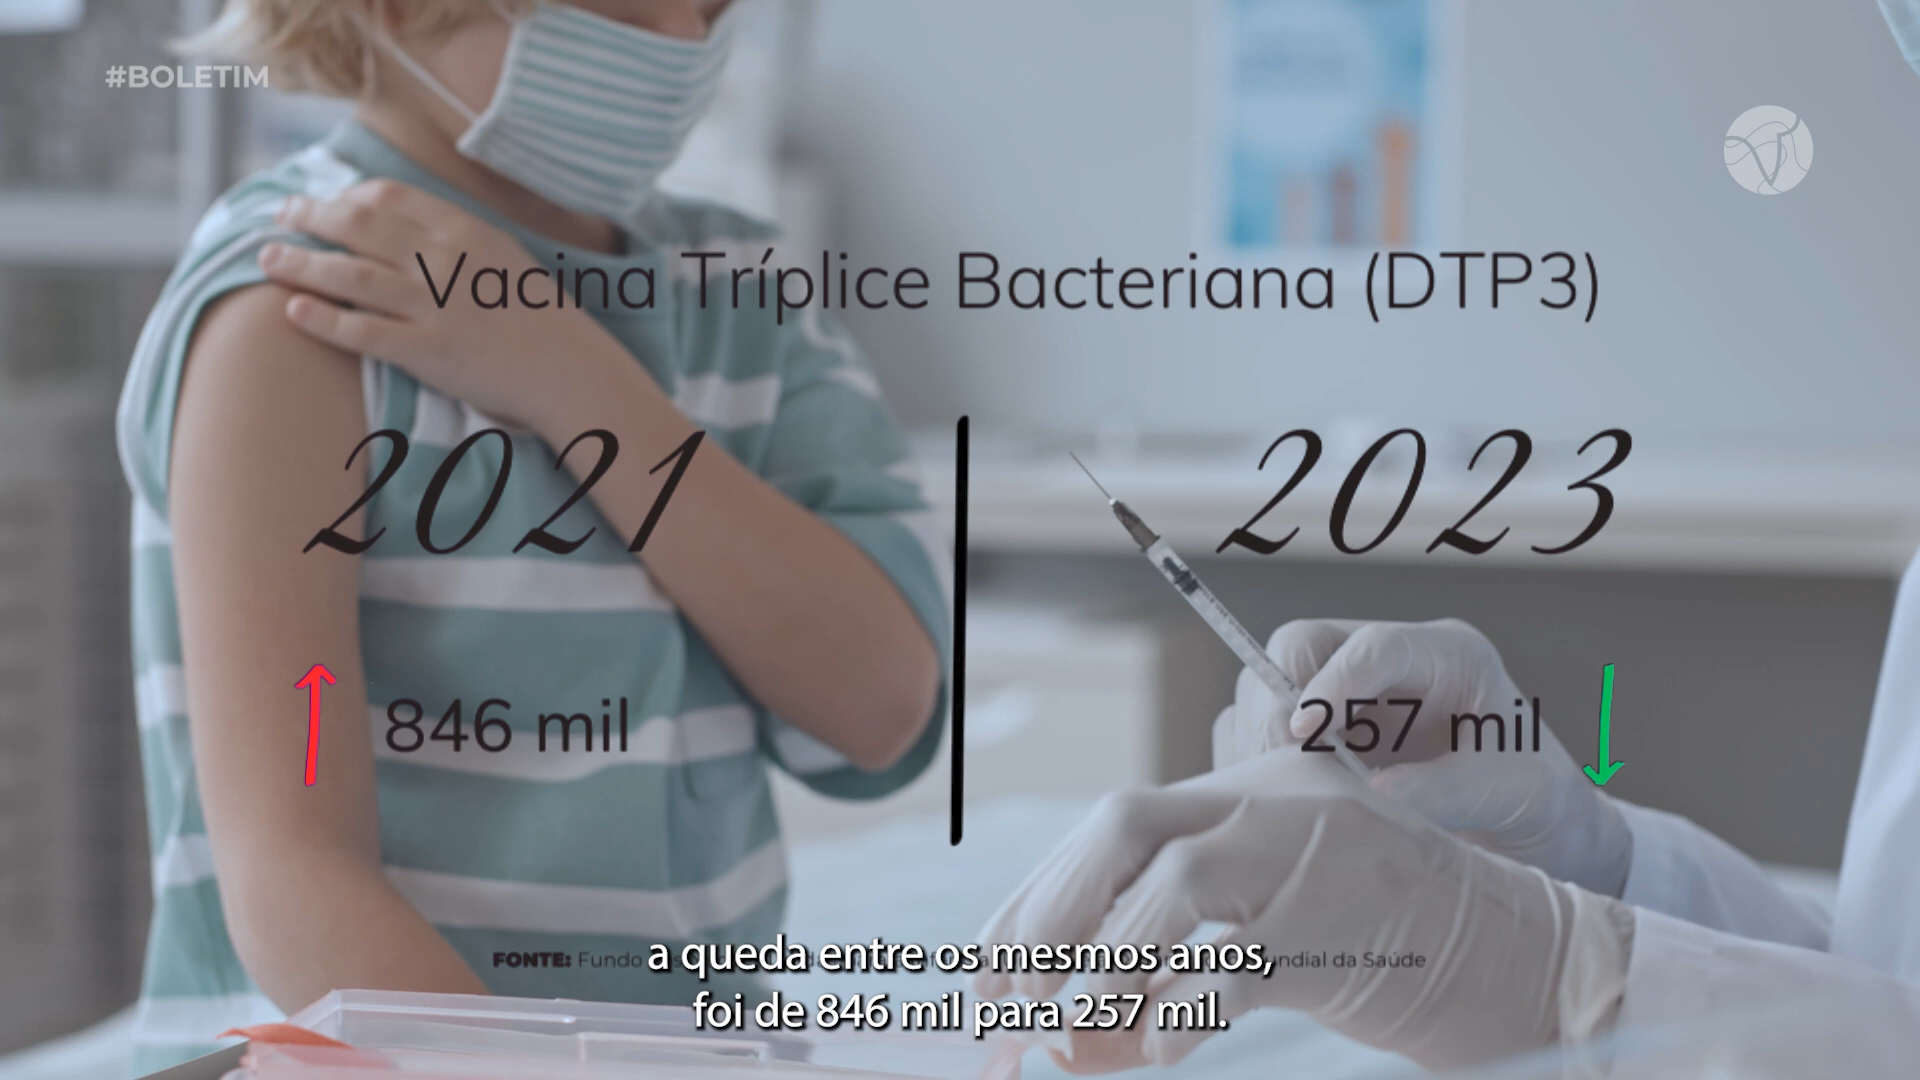 #BOLETIM
Vacina Tríplice Bacteriana (DTP3)
2021
2023
846 mil
257 mil
FONTE: Fundo da Saúde
a queda entre os mesmos anos,
foi de 846 mil para 257 mil.